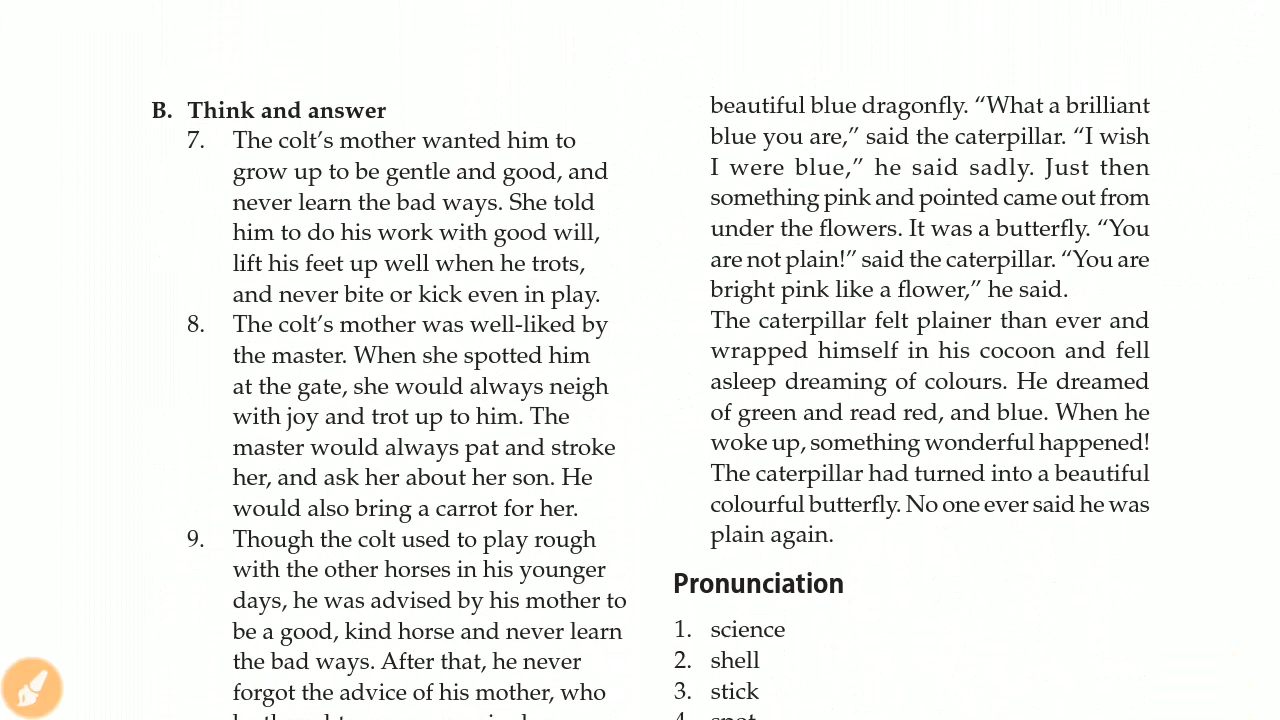 B. Think and answer
7. The colt's mother wanted him to
grow up to be gentle and good, and
never learn the bad ways. She told
him to do his work with good will,
lift his feet up well when he trots,
and never bite or kick even in play.
8. The colt's mother was well-liked by
the master. When she spotted him
at the gate, she would always neigh
with joy and trot up to him. The
master would always pat and stroke
her, and ask her about her son. He
would also bring a carrot for her.
9. Though the colt used to play rough
with the other horses in his younger
days, he was advised by his mother to
be a good, kind horse and never learn
the bad ways. After that, he never
forgot the advice of his mother, who
beautiful blue dragonfly. “What a brilliant
blue you are,” said the caterpillar. “I wish
I were blue,” he said sadly. Just then
something pink and pointed came out from
under the flowers. It was a butterfly. “You
are not plain!” said the caterpillar. “You are
bright pink like a flower,” he said.
The caterpillar felt plainer than ever and
wrapped himself in his cocoon and fell
asleep dreaming of colours. He dreamed
of green and read red, and blue. When he
woke up, something wonderful happened!
The caterpillar had turned into a beautiful
colourful butterfly. No one ever said he was
plain again.
Pronunciation
1. science
2. shell
3. stick